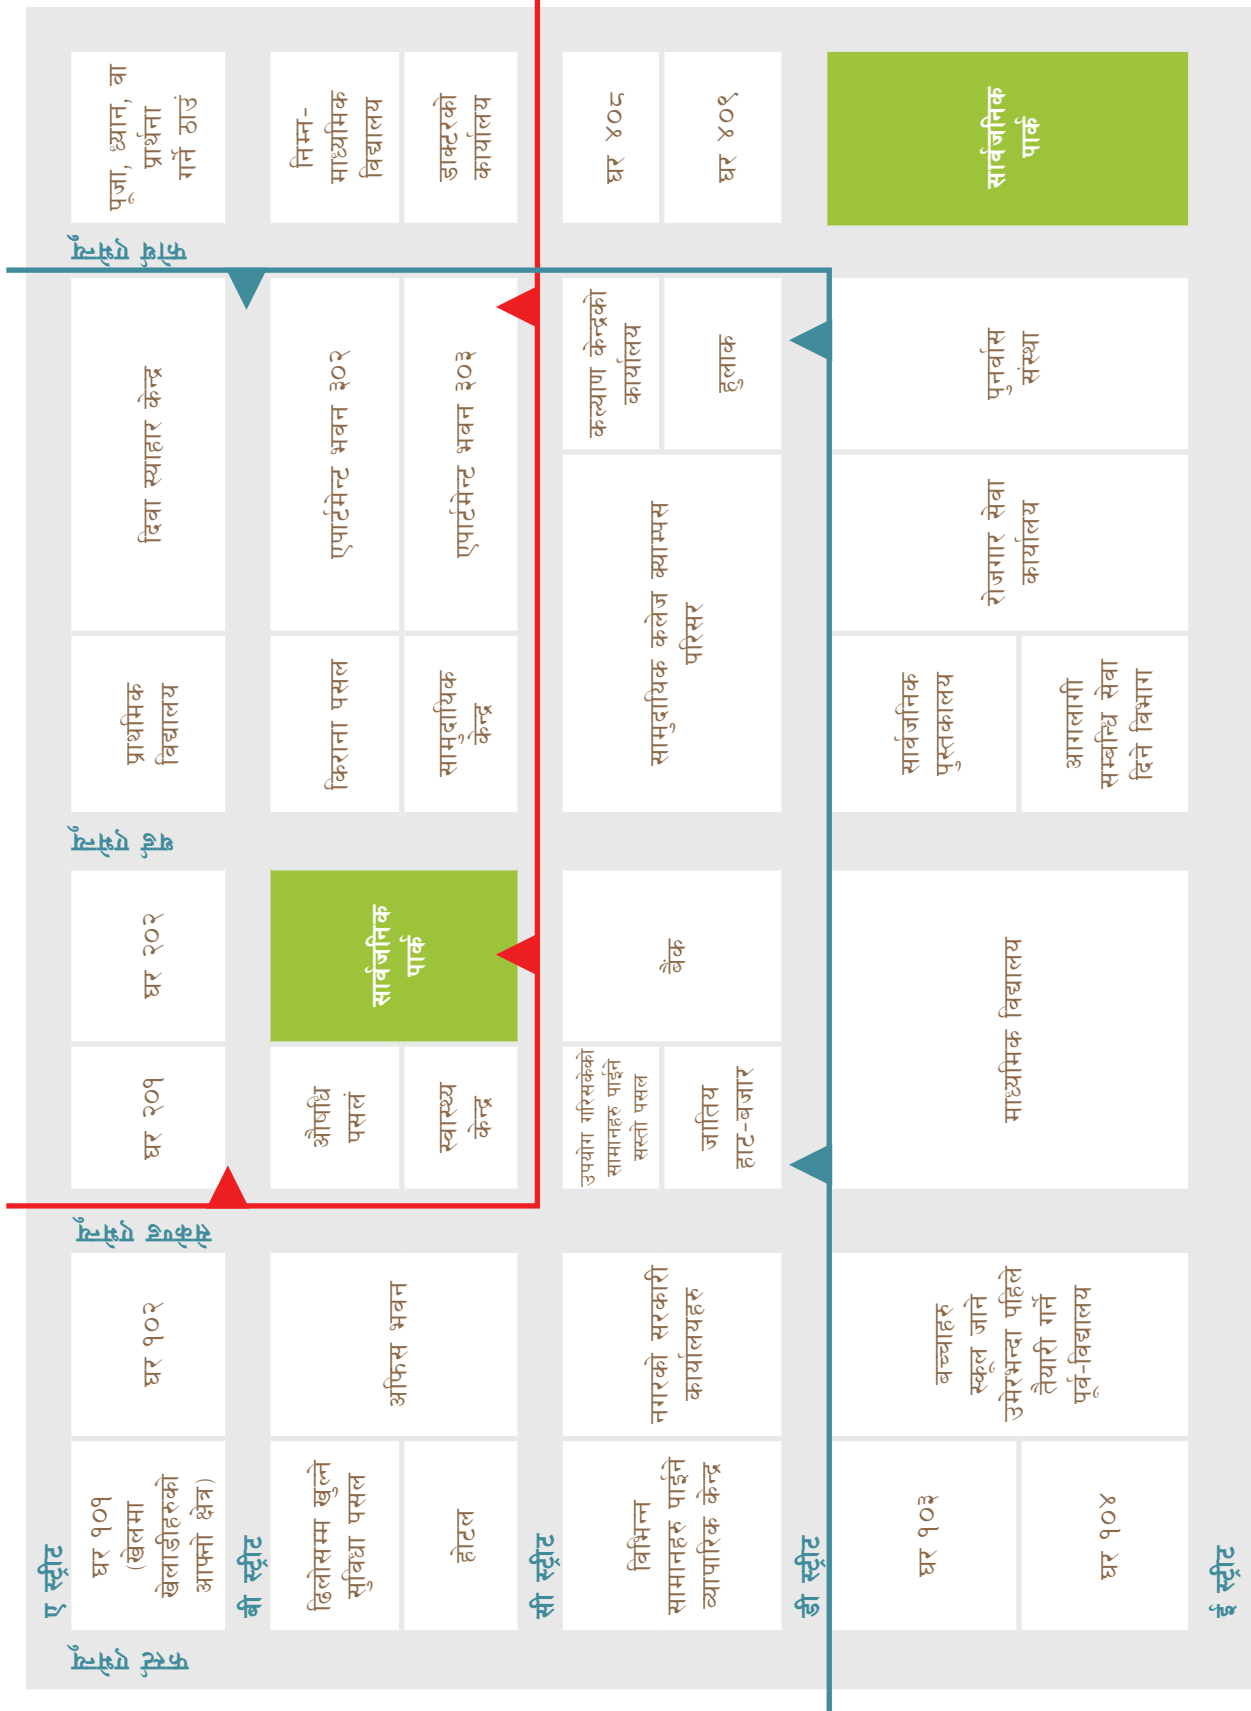 पूजा, ध्यान, वा
प्रार्थना
गर्ने ठाउं
निम्न-
माध्यमिक
विद्यालय
डाक्टरको
कार्यालय
घर ४०८
घर ४०९
सार्वजनिक
पार्क
फोर्थ एभेन्यू
दिवा स्याहार केन्द्र
एपार्टमेन्ट भवन ३०२
एपार्टमेन्ट भवन ३०३
कल्याण केन्द्रको
कार्यालय
हुलाक
पुनर्वास
संस्था
सामुदायिक कलेज क्याम्पस
परिसर
रोजगार सेवा
कार्यालय
प्राथमिक
विद्यालय
किराना पसल
सामुदायिक
केन्द्र
सार्वजनिक
पुस्तकालय
आगलागी
सम्बन्धि सेवा
दिने विभाग
थर्ड एभेन्यू
घर २०२
सार्वजनिक
पार्क
बैंक
माध्यमिक विद्यालय
घर २०१
औषधि
पसल
स्वास्थ्य
केन्द्र
उपयोग गरिसकेको
सामानहरु पाईने
सस्तो पसल
जातिय
हाट-बजार
सेकेण्ड एभेन्यू
घर १०२
अफिस भवन
नगरको सरकारी
कार्यालयहरु
बच्चाहरु
स्कूल जाने
उमेरभन्दा पहिले
तैयारी गर्ने
पूर्व-विद्यालय
घर १०१
(खेलमा
खेलाडीहरुको
आफ्नो क्षेत्र)
ढिलोसम्म खुल्ने
सुविधा पसल
होटल
विभिन्न
सामानहरु पाईने
व्यापारिक केन्द्र
घर १०३
घर १०४
ए स्ट्रीट
बी स्ट्रीट
सी स्ट्रीट
डी स्ट्रीट
ई स्ट्रीट
फर्स्ट एभेन्यू